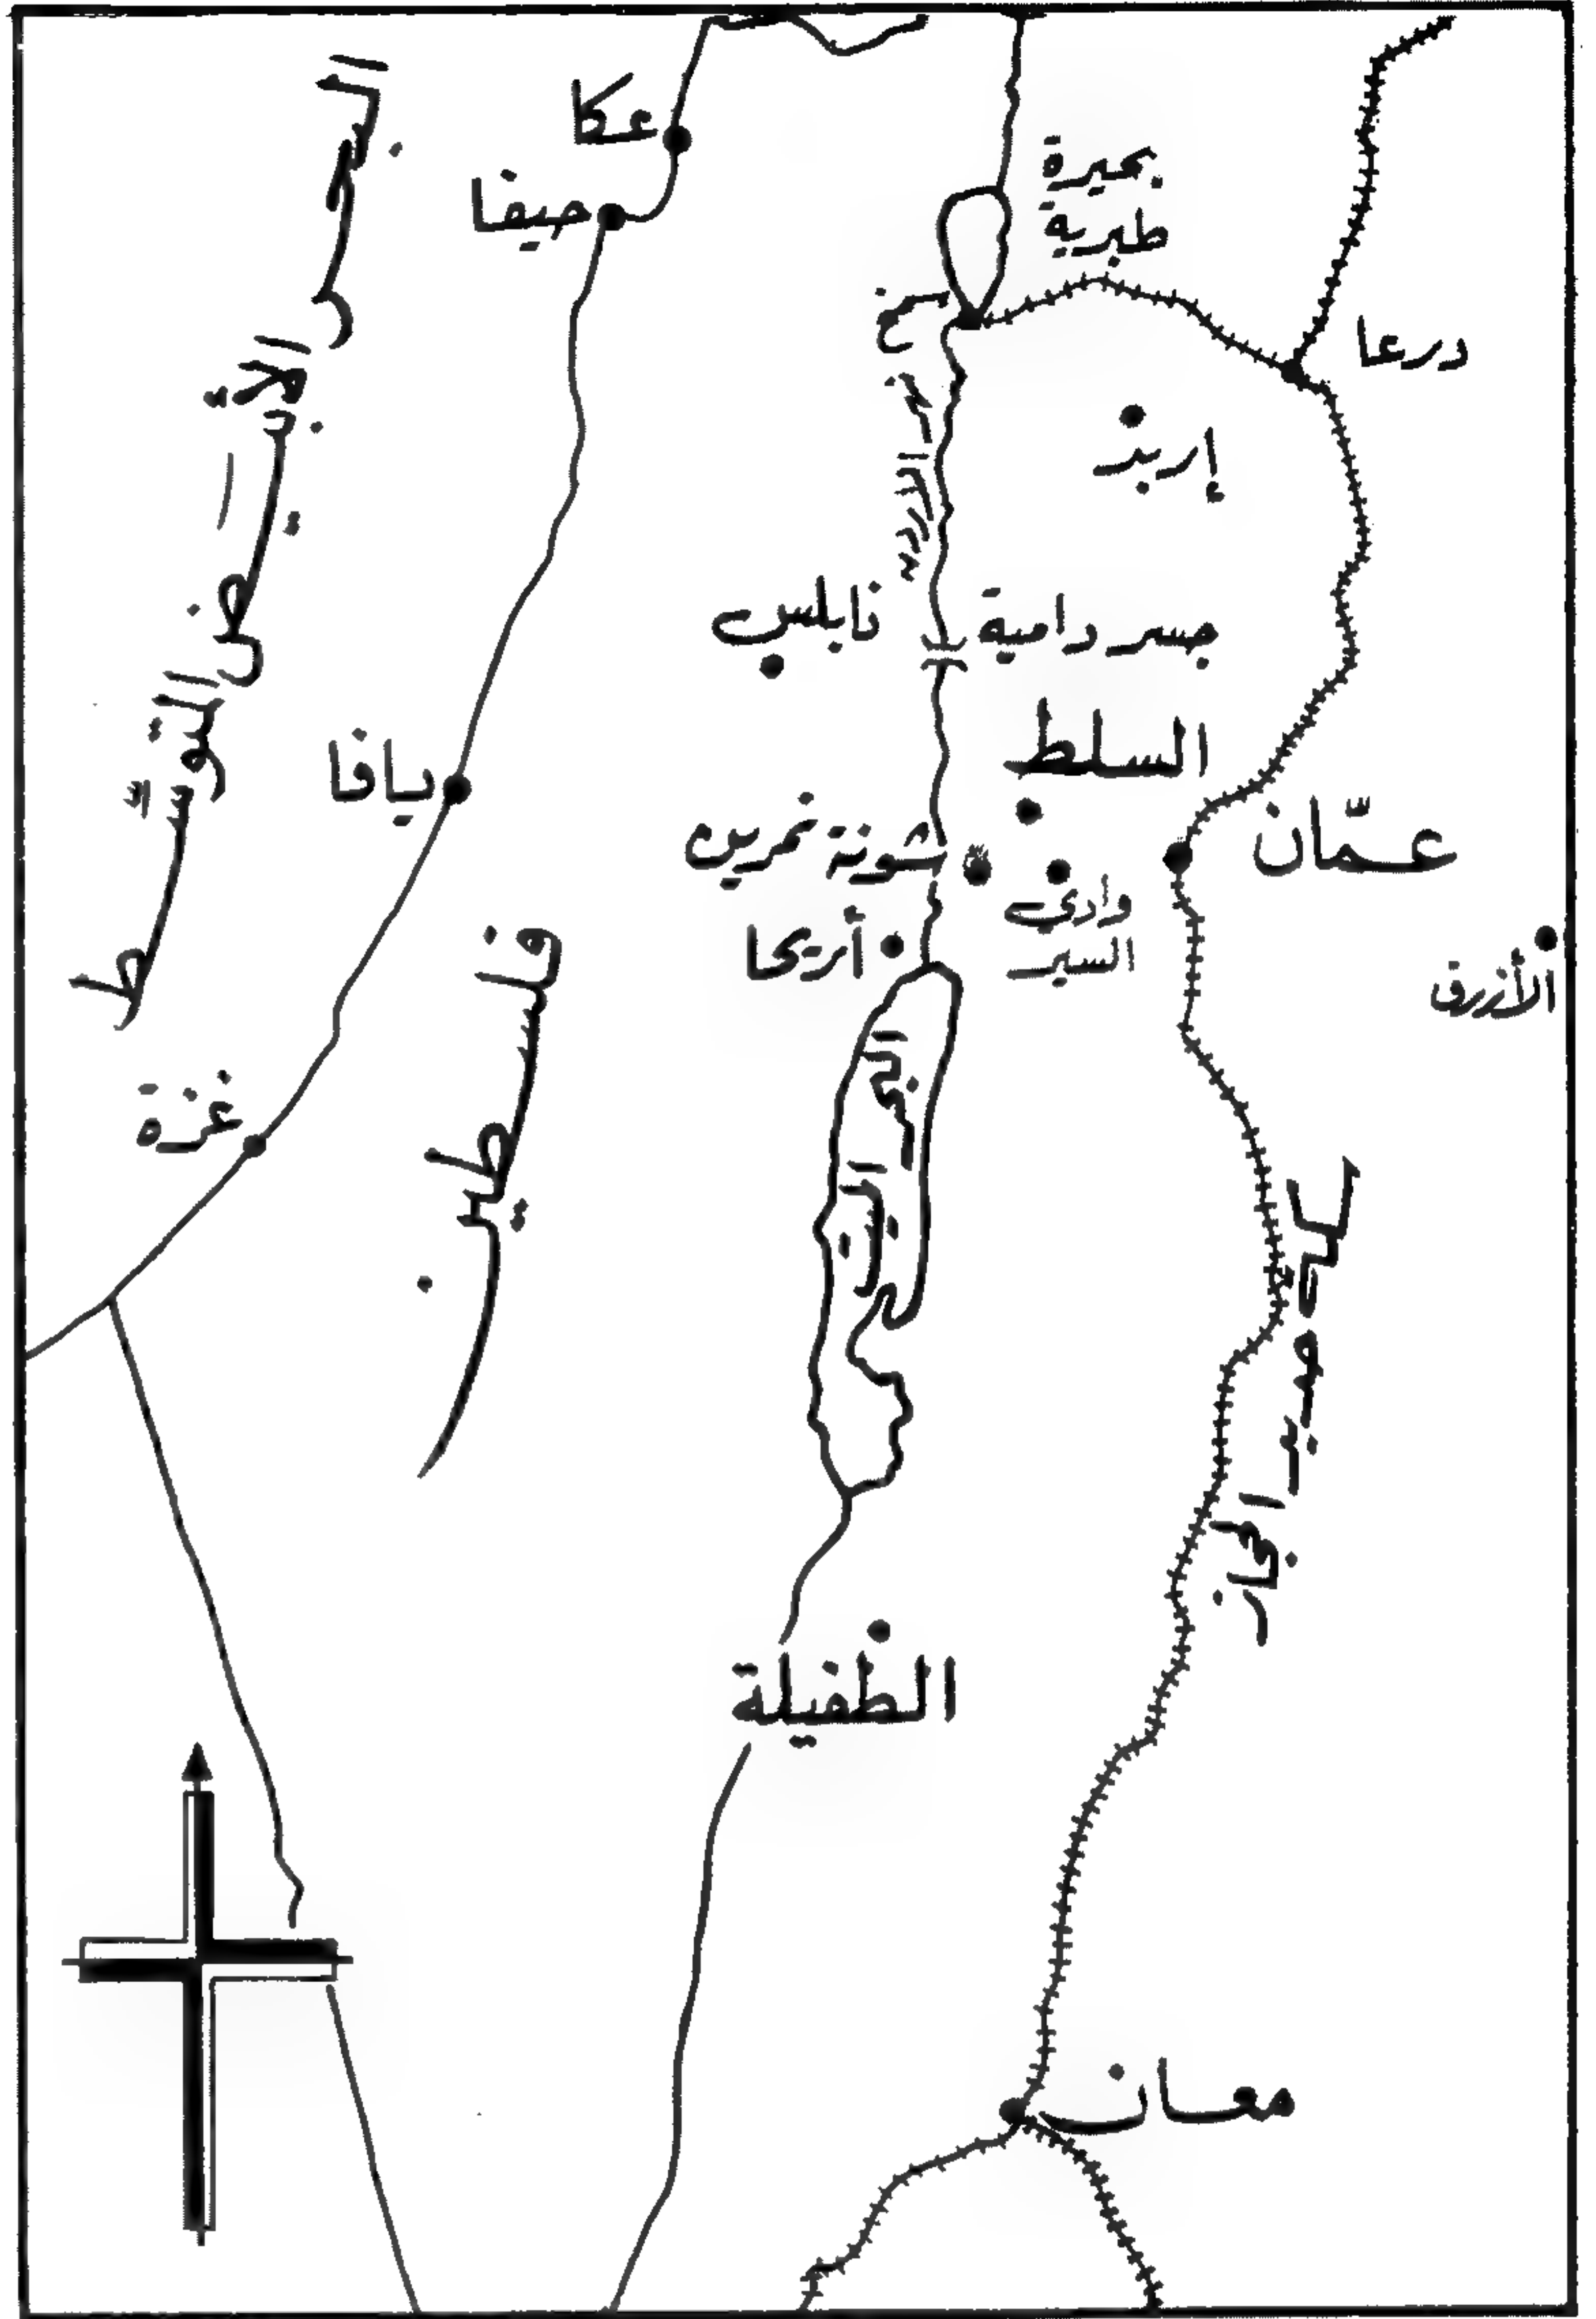 البحر الأبيض المتوسط
عكا
حيفا
بحيرة
طبرية
سمخ
درعا
إربد
نهر الأردن
نابلس
جسر دامية
السلط
يافا
عمّان
شونة نمرين
وادي
السير
أريحا
الأزرق
فلسطين
غزة
البحر الميت
سكة حديد الحجاز
الطفيلة
معان